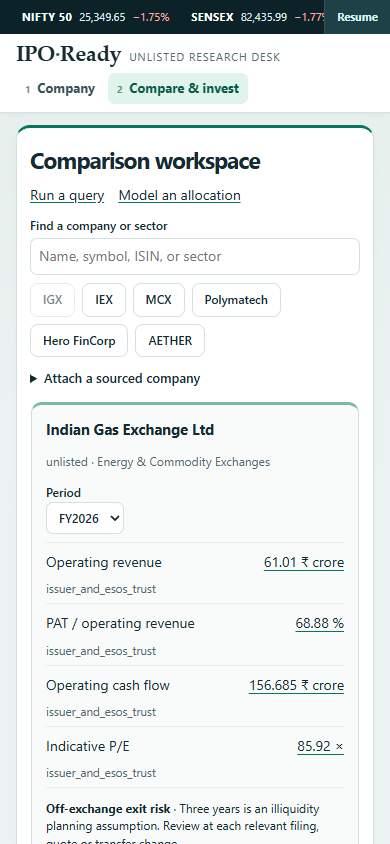 NIFTY 50 25,349.65 −1.75% SENSEX 82,435.99 −1.77% Resume
IPO·Ready UNLISTED RESEARCH DESK
1 Company 2 Compare & invest
Comparison workspace
Run a query Model an allocation
Find a company or sector
Name, symbol, ISIN, or sector
IGX IEX MCX Polymatech
Hero FinCorp AETHER
▶ Attach a sourced company
Indian Gas Exchange Ltd
unlisted · Energy & Commodity Exchanges
Period
FY2026
Operating revenue 61.01 ₹ crore
issuer_and_esos_trust
PAT / operating revenue 68.88 %
issuer_and_esos_trust
Operating cash flow 156.685 ₹ crore
issuer_and_esos_trust
Indicative P/E 85.92 ×
issuer_and_esos_trust
Off-exchange exit risk · Three years is an illiquidity
planning assumption. Review at each relevant filing,
quote or transfer change.